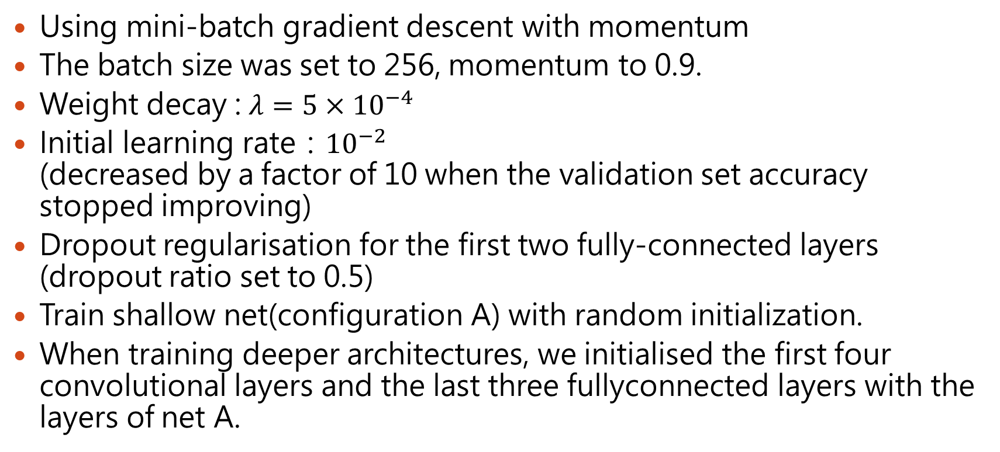 • Using mini-batch gradient descent with momentum
• The batch size was set to 256, momentum to 0.9.
• Weight decay : λ = 5 × 10⁻⁴
• Initial learning rate : 10⁻²
(decreased by a factor of 10 when the validation set accuracy
stopped improving)
• Dropout regularisation for the first two fully-connected layers
(dropout ratio set to 0.5)
• Train shallow net(configuration A) with random initialization.
• When training deeper architectures, we initialised the first four
convolutional layers and the last three fullyconnected layers with the
layers of net A.